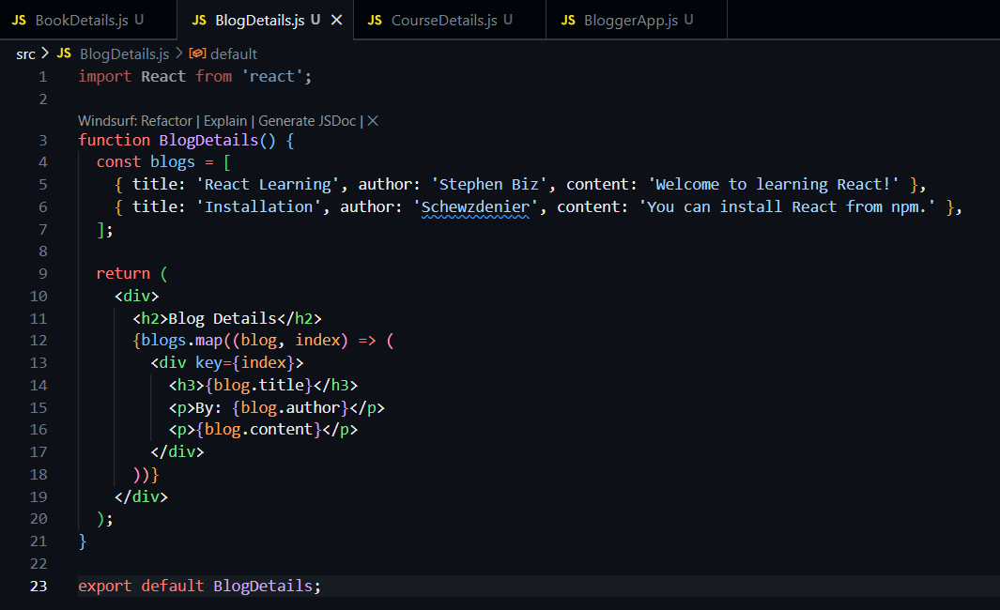 JS BookDetails.js U JS BlogDetails.js U × JS CourseDetails.js U JS BloggerApp.js U
src > JS BlogDetails.js > default
1 import React from 'react';
2
Windsurf: Refactor | Explain | Generate JSDoc | ×
3 function BlogDetails() {
4   const blogs = [
5     { title: 'React Learning', author: 'Stephen Biz', content: 'Welcome to learning React!' },
6     { title: 'Installation', author: 'Schewzdenier', content: 'You can install React from npm.' },
7   ];
8
9   return (
10     <div>
11       <h2>Blog Details</h2>
12       {blogs.map((blog, index) => (
13         <div key={index}>
14           <h3>{blog.title}</h3>
15           <p>By: {blog.author}</p>
16           <p>{blog.content}</p>
17         </div>
18       ))}
19     </div>
20   );
21 }
22
23 export default BlogDetails;